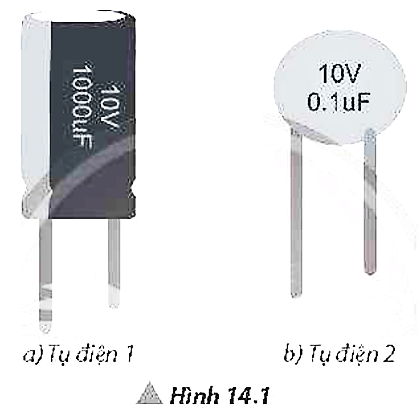 10V
1000uF
10V
0.1uF
a) Tụ điện 1
b) Tụ điện 2
Hình 14.1